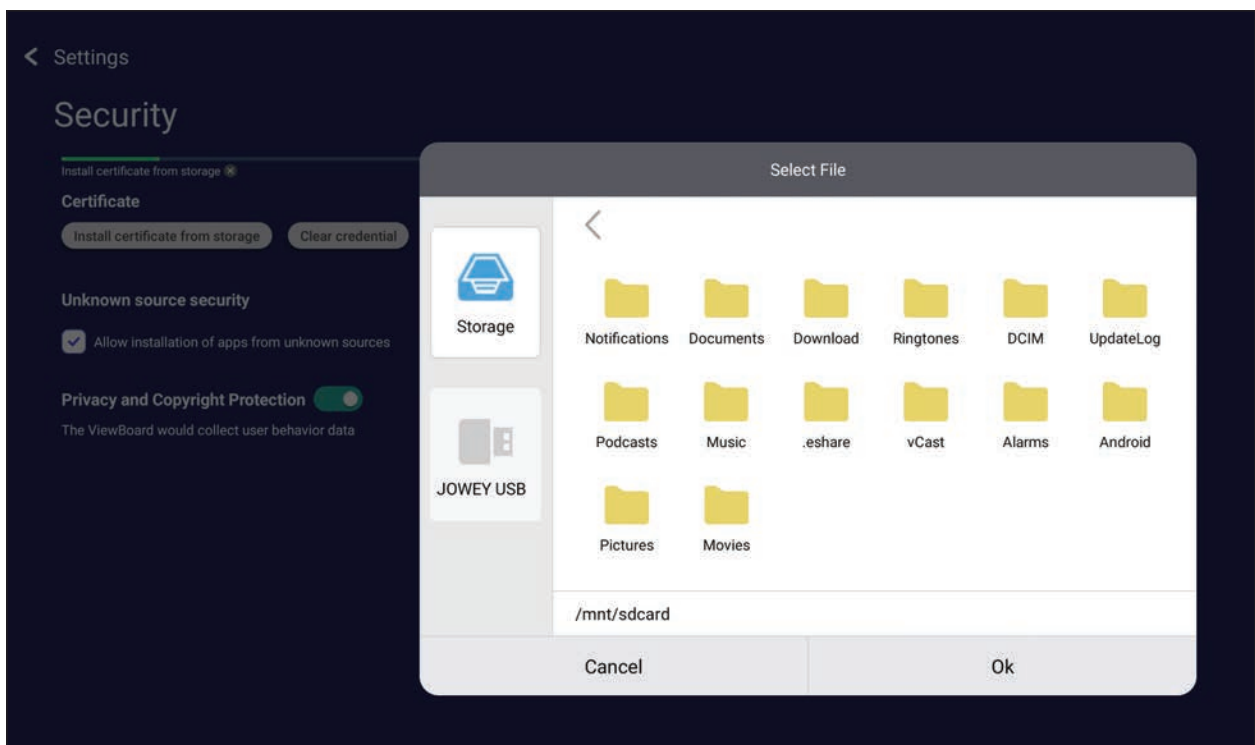 Settings
Security
Install certificate from storage
Certificate
Install certificate from storage
Clear credential
Unknown source security
Allow installation of apps from unknown sources
Privacy and Copyright Protection
The ViewBoard would collect user behavior data
Select File
Storage
JOWEY USB
Notifications Documents Download Ringtones DCIM UpdateLog
Podcasts Music .eshare vCast Alarms Android
Pictures Movies
/mnt/sdcard
Cancel Ok